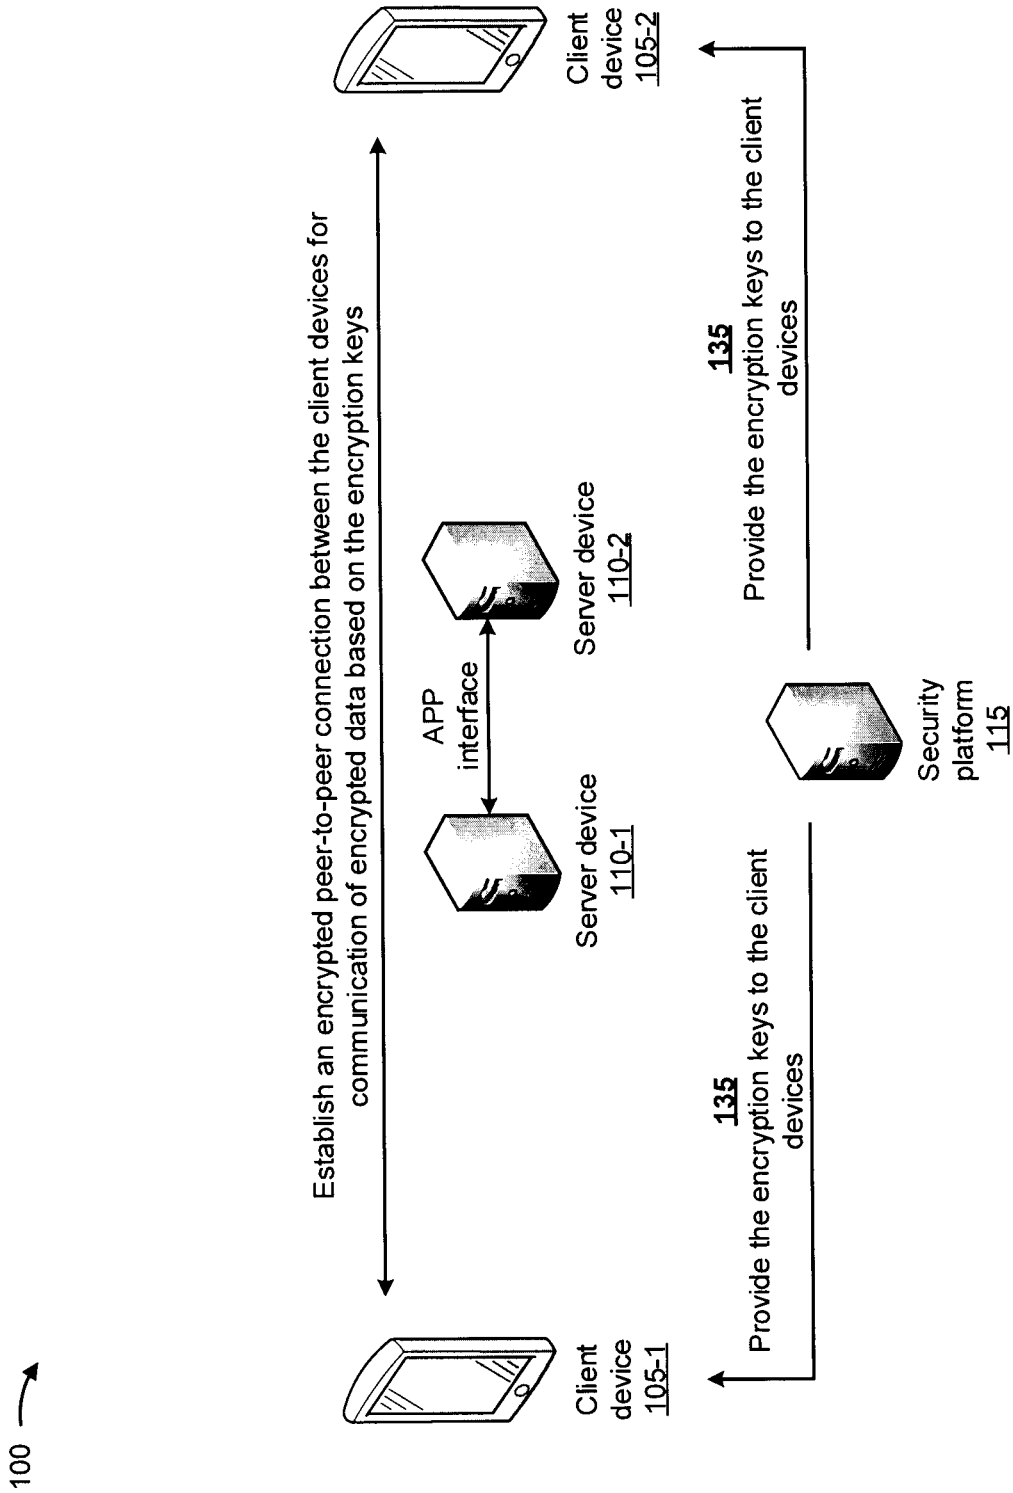 100
Establish an encrypted peer-to-peer connection between the client devices for
communication of encrypted data based on the encryption keys
APP
interface
Client
device
105-1
Server device
110-1
Server device
110-2
Client
device
105-2
135
Provide the encryption keys to the client
devices
135
Provide the encryption keys to the client
devices
Security
platform
115